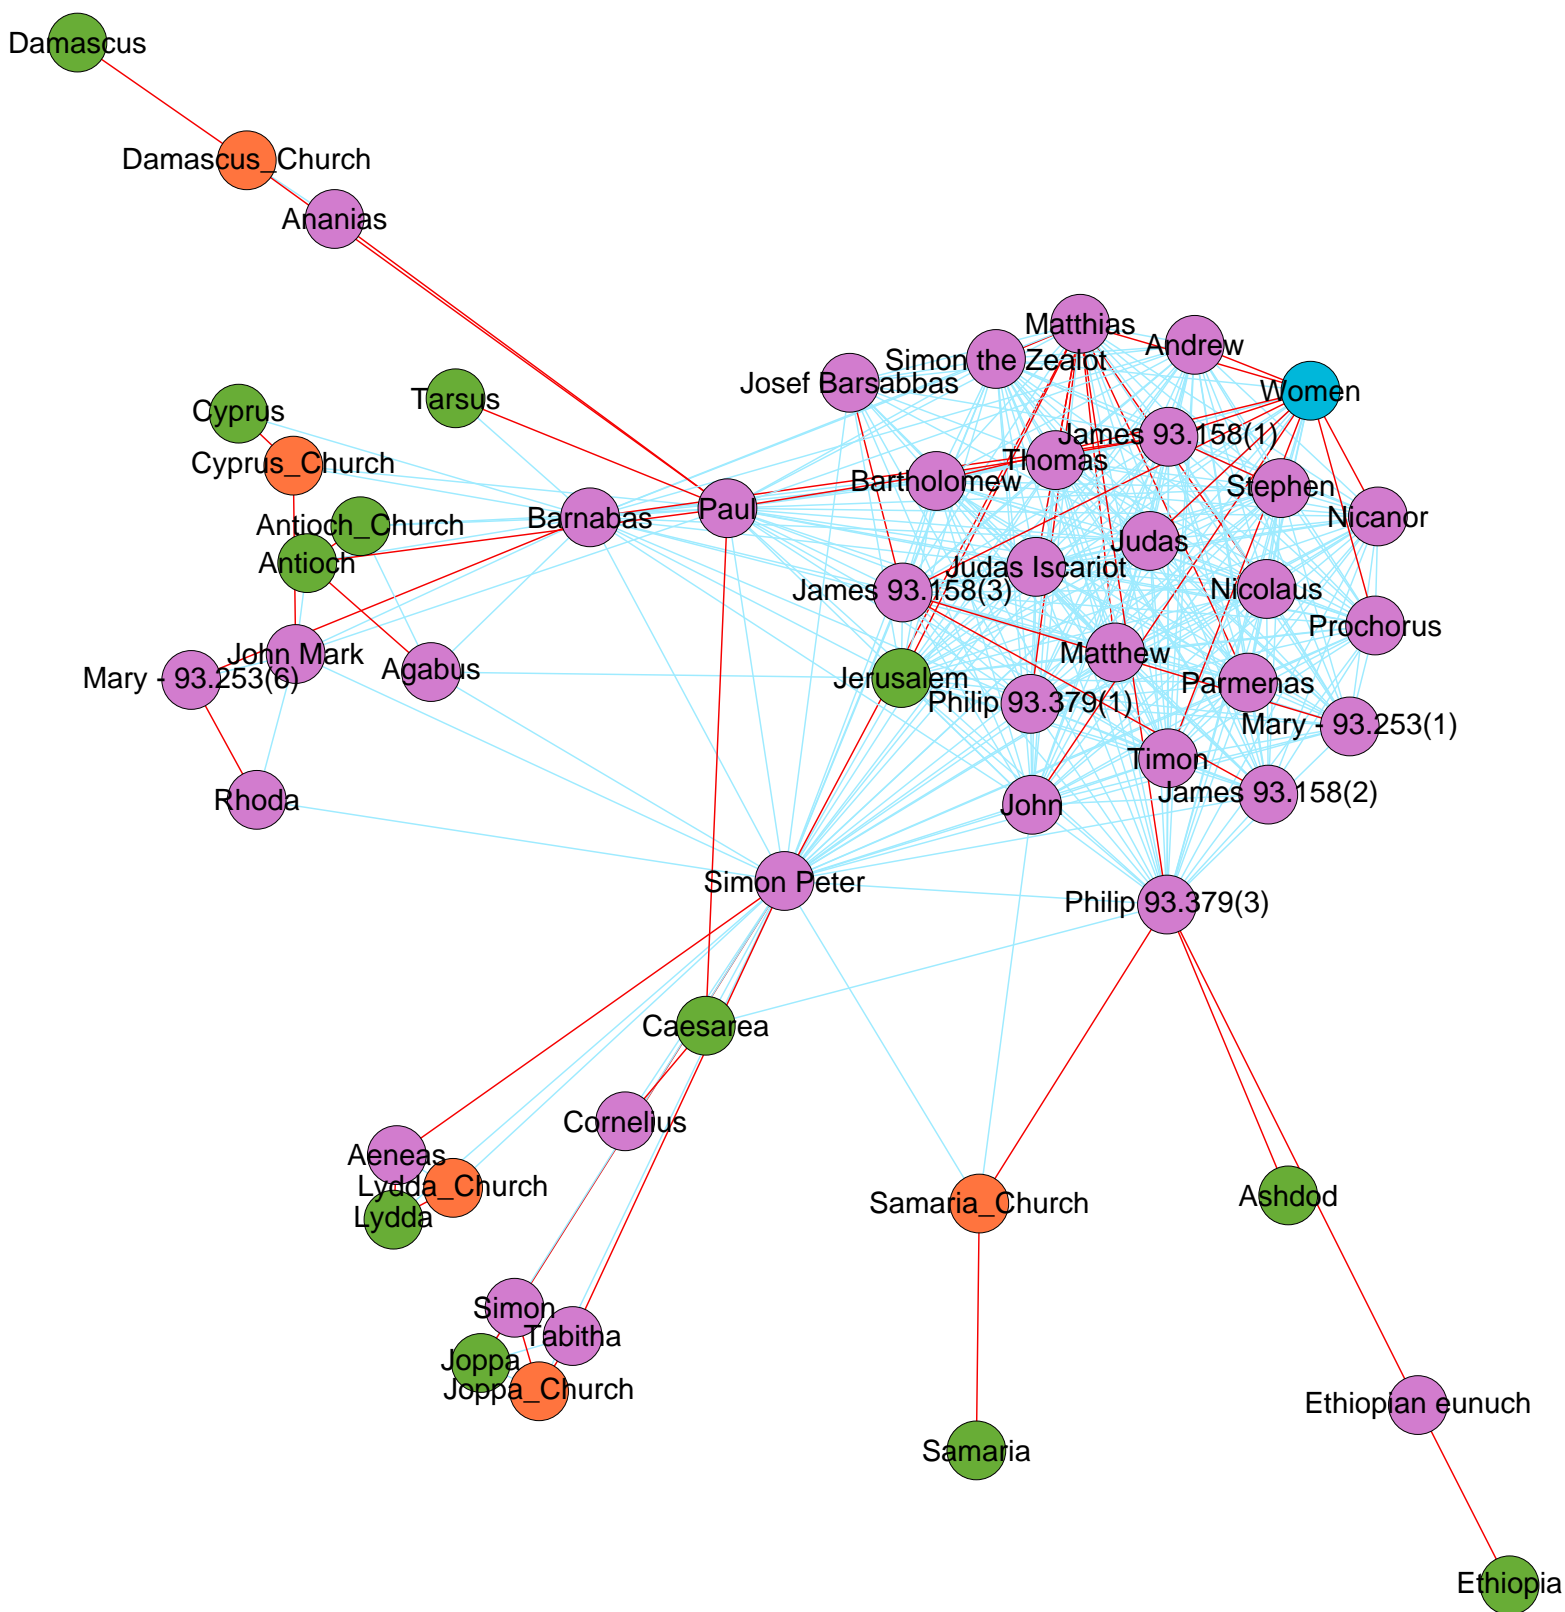 Damascus
Damascus_Church
Ananias
Matthias
Andrew
Simon the Zealot
Josef Barsabbas
Women
Tarsus
Cyprus
James 93.158(1)
Cyprus_Church
Thomas
Bartholomew
Stephen
Paul
Nicanor
Barnabas
Antioch_Church
Judas
Antioch
Judas Iscariot
James 93.158(3)
Nicolaus
Prochorus
John Mark
Matthew
Agabus
Mary - 93.253(6)
Jerusalem
Parmenas
Philip 93.379(1)
Mary - 93.253(1)
Timon
James 93.158(2)
Rhoda
John
Simon Peter
Philip 93.379(3)
Caesarea
Cornelius
Aeneas
Lydda_Church
Ashdod
Samaria_Church
Lydda
Simon
Tabitha
Joppa
Joppa_Church
Ethiopian eunuch
Samaria
Ethiopia